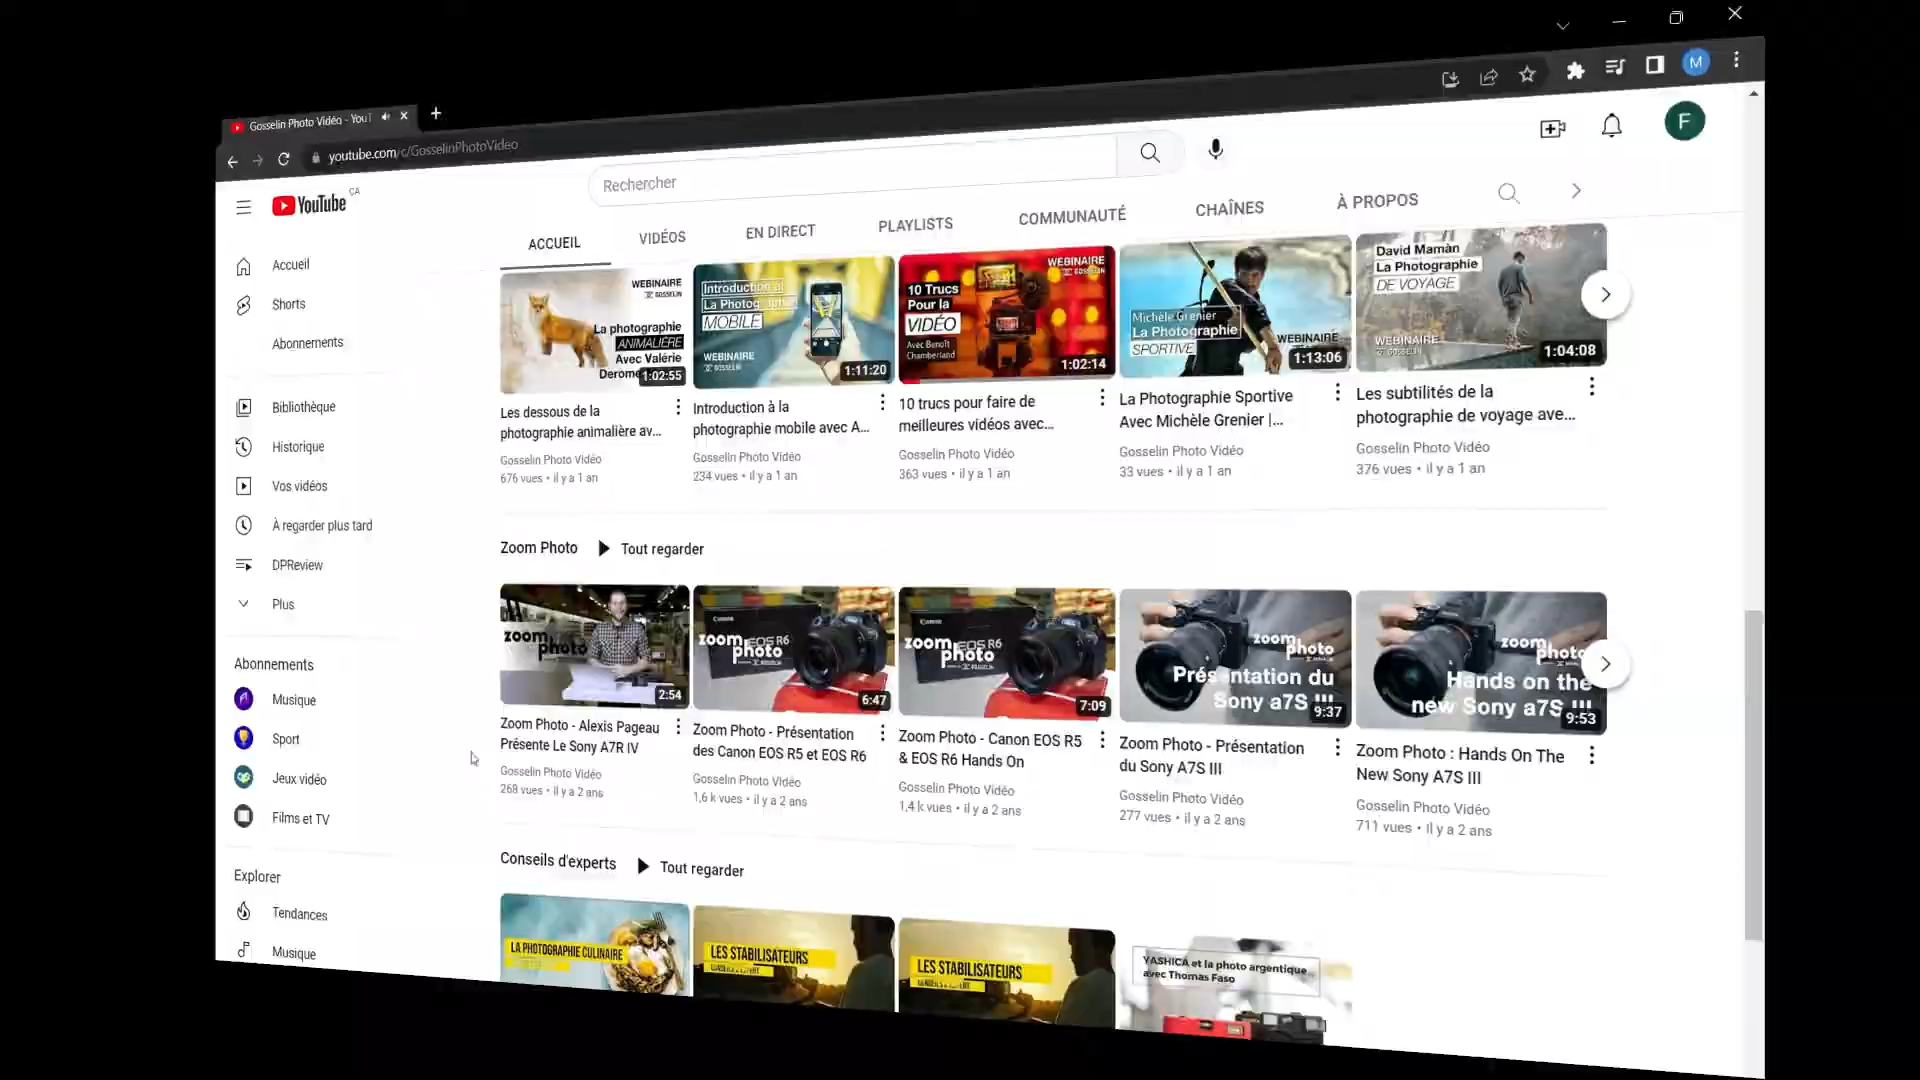 Gosselin Photo Vidéo - YouT
youtube.com/c/GosselinPhotoVideo
M
YouTube CA
Rechercher
F
ACCUEIL
VIDÉOS
EN DIRECT
PLAYLISTS
COMMUNAUTÉ
CHAÎNES
À PROPOS
Accueil
Shorts
Abonnements
Bibliothèque
Historique
Vos vidéos
À regarder plus tard
DPReview
Plus
Abonnements
Musique
Sport
Jeux vidéo
Films et TV
Explorer
Tendances
Musique
WEBINAIRE
GOSSELIN
La photographie
ANIMALIÈRE
Avec Valérie
Derome
1:02:55
Les dessous de la
photographie animalière av...
Gosselin Photo Vidéo
676 vues • il y a 1 an
Introduction à
La Photographie
MOBILE
WEBINAIRE
GOSSELIN
1:11:20
Introduction à la
photographie mobile avec A...
Gosselin Photo Vidéo
234 vues • il y a 1 an
WEBINAIRE
GOSSELIN
10 Trucs
Pour la
VIDÉO
Avec Benoît
Chamberland
1:02:14
10 trucs pour faire de
meilleures vidéos avec...
Gosselin Photo Vidéo
363 vues • il y a 1 an
Michèle Grenier
La Photographie
SPORTIVE
WEBINAIRE
1:13:06
La Photographie Sportive
Avec Michèle Grenier |...
Gosselin Photo Vidéo
33 vues • il y a 1 an
David Mamàn
La Photographie
DE VOYAGE
WEBINAIRE
GOSSELIN
1:04:08
Les subtilités de la
photographie de voyage ave...
Gosselin Photo Vidéo
376 vues • il y a 1 an
Zoom Photo
Tout regarder
zoom
photo
2:54
Zoom Photo - Alexis Pageau
Présente Le Sony A7R IV
Gosselin Photo Vidéo
268 vues • il y a 2 ans
Canon
EOS R6
zoom
photo
GOSSELIN
6:47
Zoom Photo - Présentation
des Canon EOS R5 et EOS R6
Gosselin Photo Vidéo
1,6 k vues • il y a 2 ans
Canon
EOS R6
zoom
photo
GOSSELIN
7:09
Zoom Photo - Canon EOS R5
& EOS R6 Hands On
Gosselin Photo Vidéo
1,4 k vues • il y a 2 ans
zoom
photo
GOSSELIN
Présentation du
Sony a7S III
9:37
Zoom Photo - Présentation
du Sony A7S III
Gosselin Photo Vidéo
277 vues • il y a 2 ans
zoom
photo
GOSSELIN
Hands on the
new Sony a7S III
9:53
Zoom Photo : Hands On The
New Sony A7S III
Gosselin Photo Vidéo
711 vues • il y a 2 ans
Conseils d'experts
Tout regarder
LA PHOTOGRAPHIE CULINAIRE
LES STABILISATEURS
CONSEILS D'EXPERT
LES STABILISATEURS
CONSEILS D'EXPERT
YASHICA et la photo argentique
avec Thomas Faso